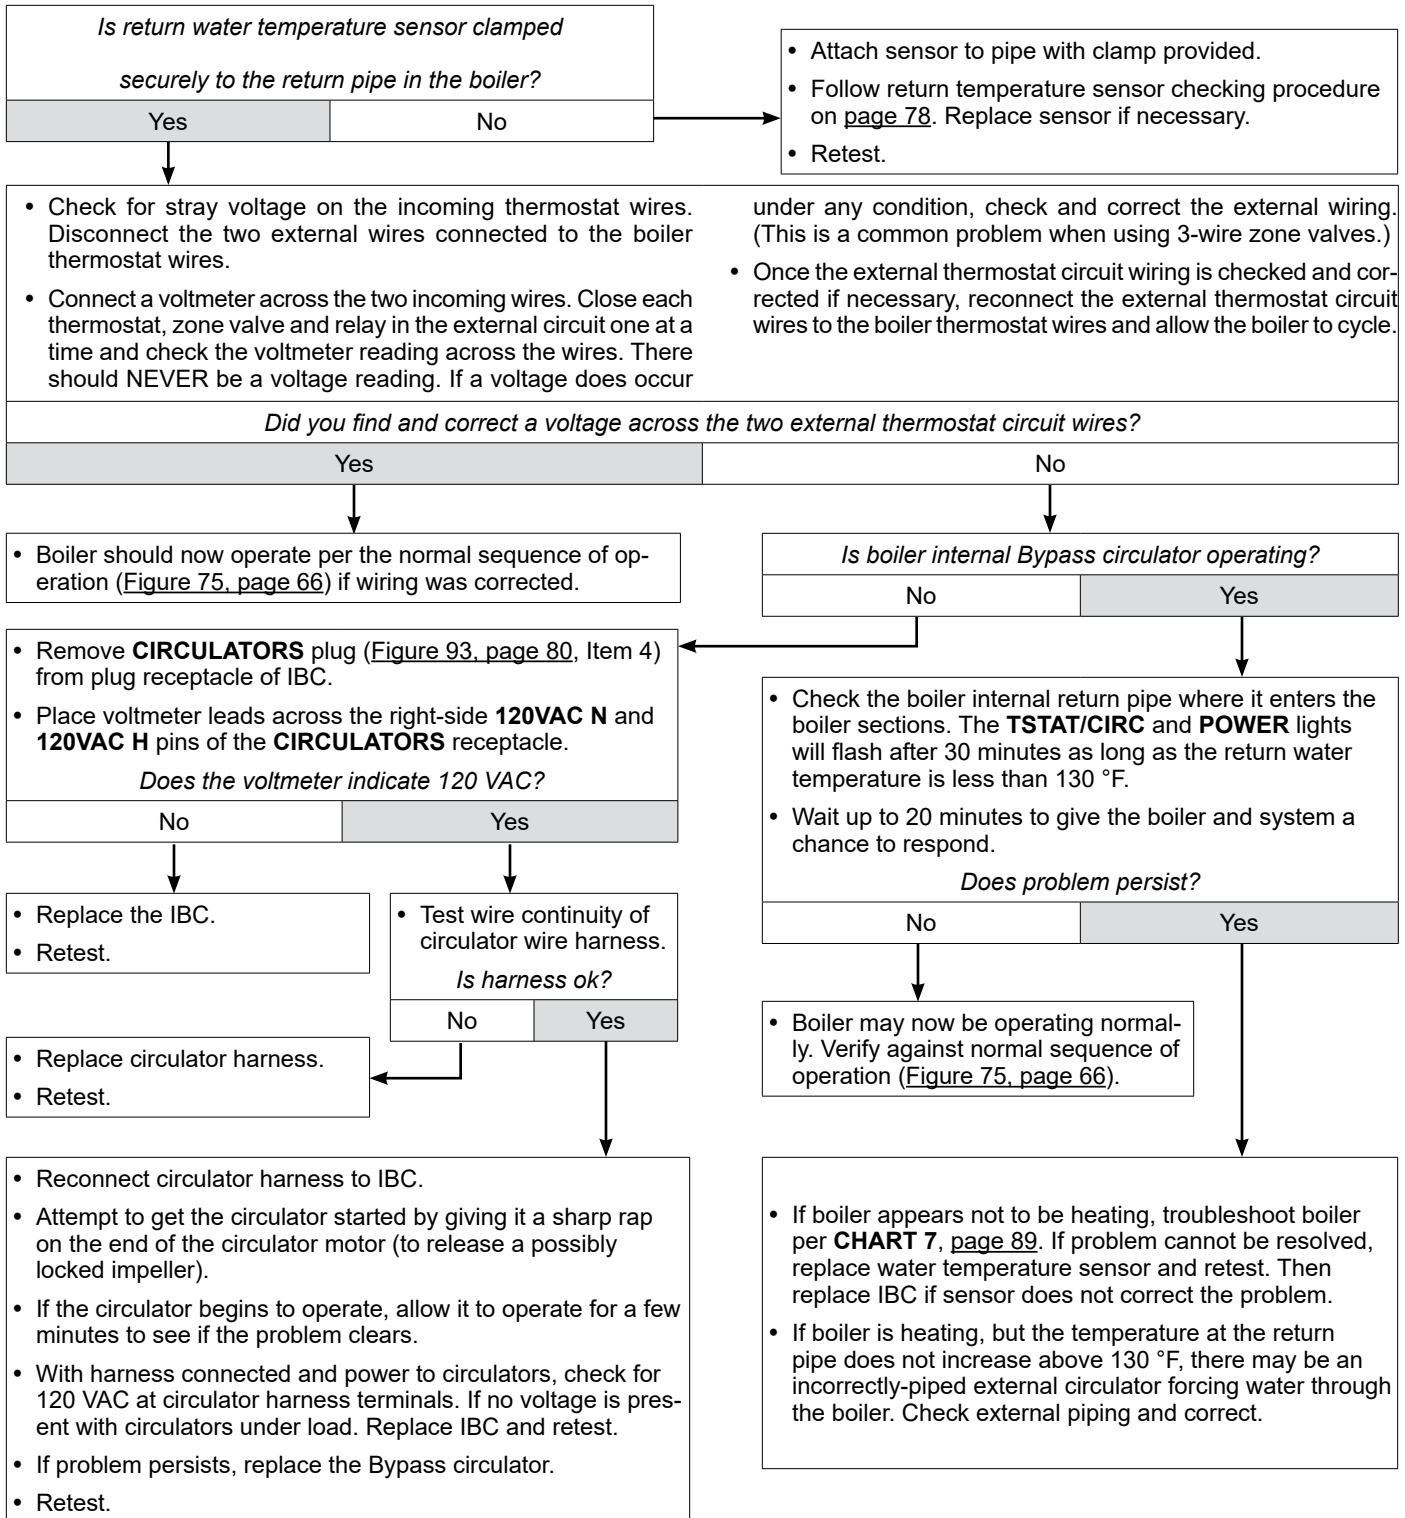 Is return water temperature sensor clamped
securely to the return pipe in the boiler?
Yes
No
• Attach sensor to pipe with clamp provided.
• Follow return temperature sensor checking procedure
on page 78. Replace sensor if necessary.
• Retest.
• Check for stray voltage on the incoming thermostat wires.
Disconnect the two external wires connected to the boiler
thermostat wires.
• Connect a voltmeter across the two incoming wires. Close each
thermostat, zone valve and relay in the external circuit one at a
time and check the voltmeter reading across the wires. There
should NEVER be a voltage reading. If a voltage does occur
under any condition, check and correct the external wiring.
(This is a common problem when using 3-wire zone valves.)
• Once the external thermostat circuit wiring is checked and cor-
rected if necessary, reconnect the external thermostat circuit
wires to the boiler thermostat wires and allow the boiler to cycle.
Did you find and correct a voltage across the two external thermostat circuit wires?
Yes
No
• Boiler should now operate per the normal sequence of op-
eration (Figure 75, page 66) if wiring was corrected.
Is boiler internal Bypass circulator operating?
No
Yes
• Remove CIRCULATORS plug (Figure 93, page 80, Item 4)
from plug receptacle of IBC.
• Place voltmeter leads across the right-side 120VAC N and
120VAC H pins of the CIRCULATORS receptacle.
Does the voltmeter indicate 120 VAC?
No
Yes
• Check the boiler internal return pipe where it enters the
boiler sections. The TSTAT/CIRC and POWER lights
will flash after 30 minutes as long as the return water
temperature is less than 130 °F.
• Wait up to 20 minutes to give the boiler and system a
chance to respond.
Does problem persist?
No
Yes
• Replace the IBC.
• Retest.
• Test wire continuity of
circulator wire harness.
Is harness ok?
No
Yes
• Replace circulator harness.
• Retest.
• Boiler may now be operating normal-
ly. Verify against normal sequence of
operation (Figure 75, page 66).
• Reconnect circulator harness to IBC.
• Attempt to get the circulator started by giving it a sharp rap
on the end of the circulator motor (to release a possibly
locked impeller).
• If the circulator begins to operate, allow it to operate for a few
minutes to see if the problem clears.
• With harness connected and power to circulators, check for
120 VAC at circulator harness terminals. If no voltage is pres-
ent with circulators under load. Replace IBC and retest.
• If problem persists, replace the Bypass circulator.
• Retest.
• If boiler appears not to be heating, troubleshoot boiler
per CHART 7, page 89. If problem cannot be resolved,
replace water temperature sensor and retest. Then
replace IBC if sensor does not correct the problem.
• If boiler is heating, but the temperature at the return
pipe does not increase above 130 °F, there may be an
incorrectly-piped external circulator forcing water through
the boiler. Check external piping and correct.